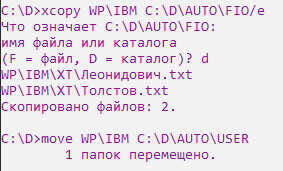 C:\D>xcopy WP\IBM C:\D\AUTO\FIO/e
Что означает C:\D\AUTO\FIO:
имя файла или каталога
(F = файл, D = каталог)? d
WP\IBM\XT\Леонидович.txt
WP\IBM\XT\Толстов.txt
Скопировано файлов: 2.
C:\D>move WP\IBM C:\D\AUTO\USER
1 папок перемещено.